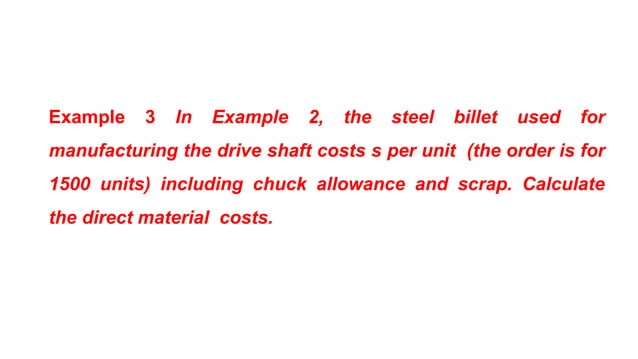 Example 3 In Example 2, the steel billet used for
manufacturing the drive shaft costs s per unit (the order is for
1500 units) including chuck allowance and scrap. Calculate
the direct material costs.